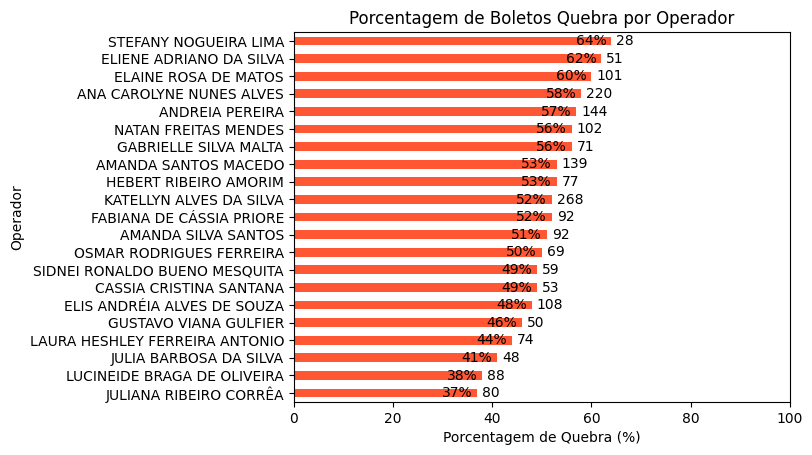 Porcentagem de Boletos Quebra por Operador
STEFANY NOGUEIRA LIMA 64% 28
ELIENE ADRIANO DA SILVA 62% 51
ELAINE ROSA DE MATOS 60% 101
ANA CAROLYNE NUNES ALVES 58% 220
ANDREIA PEREIRA 57% 144
NATAN FREITAS MENDES 56% 102
GABRIELLE SILVA MALTA 56% 71
AMANDA SANTOS MACEDO 53% 139
HEBERT RIBEIRO AMORIM 53% 77
KATELLYN ALVES DA SILVA 52% 268
FABIANA DE CÁSSIA PRIORE 52% 92
AMANDA SILVA SANTOS 51% 92
OSMAR RODRIGUES FERREIRA 50% 69
SIDNEI RONALDO BUENO MESQUITA 49% 59
CASSIA CRISTINA SANTANA 49% 53
ELIS ANDRÉIA ALVES DE SOUZA 48% 108
GUSTAVO VIANA GULFIER 46% 50
LAURA HESHLEY FERREIRA ANTONIO 44% 74
JULIA BARBOSA DA SILVA 41% 48
LUCINEIDE BRAGA DE OLIVEIRA 38% 88
JULIANA RIBEIRO CORRÊA 37% 80
Operador
0 20 40 60 80 100
Porcentagem de Quebra (%)